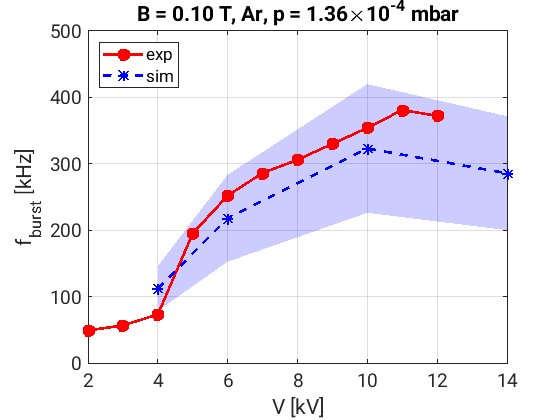 B = 0.10 T, Ar, p = 1.36×10⁻⁴ mbar
500
400
300
200
100
0
f_burst [kHz]
exp
sim
2 4 6 8 10 12 14
V [kV]